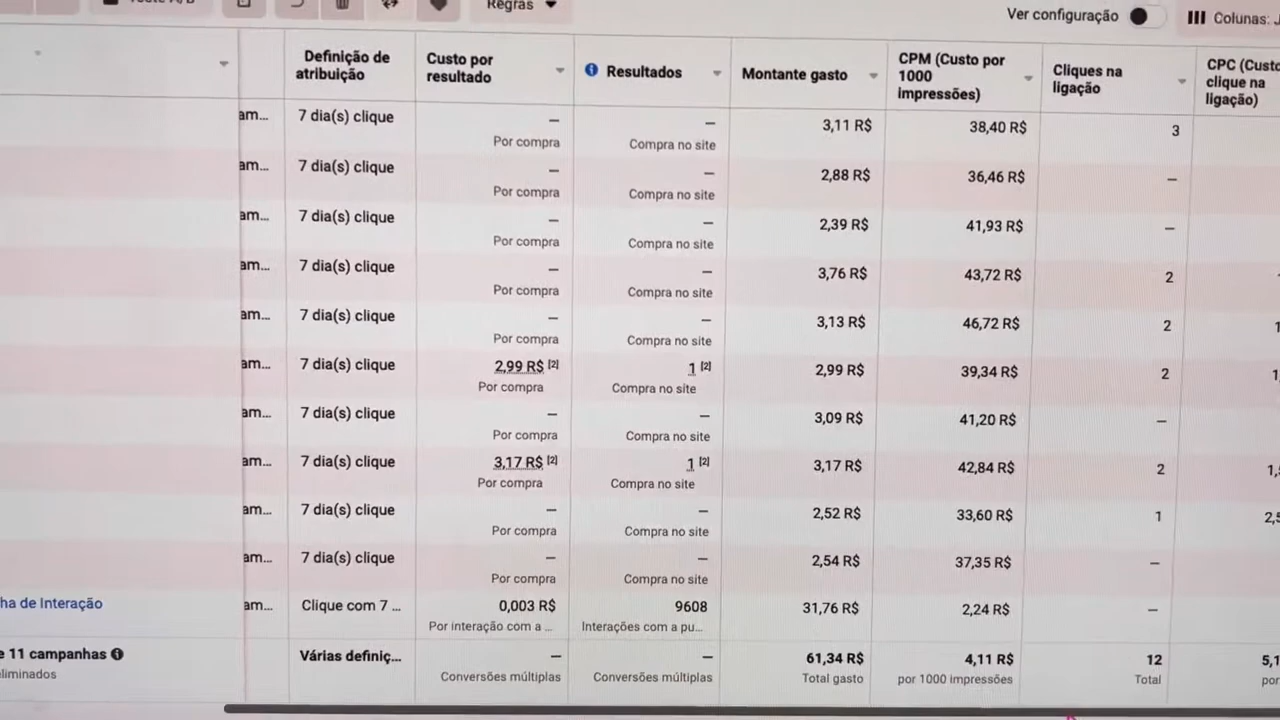 Regras
Ver configuração
Colunas:
Definição de atribuição
Custo por resultado
Resultados
Montante gasto
CPM (Custo por 1000 impressões)
Cliques na ligação
CPC (Custo clique na ligação)
am... 7 dia(s) clique — — 3,11 R$ 38,40 R$ 3
Por compra Compra no site
am... 7 dia(s) clique — — 2,88 R$ 36,46 R$ —
Por compra Compra no site
am... 7 dia(s) clique — — 2,39 R$ 41,93 R$ —
Por compra Compra no site
am... 7 dia(s) clique — — 3,76 R$ 43,72 R$ 2
Por compra Compra no site
am... 7 dia(s) clique — — 3,13 R$ 46,72 R$ 2
Por compra Compra no site
am... 7 dia(s) clique 2,99 R$ [2] 1 [2] 2,99 R$ 39,34 R$ 2 1,
Por compra Compra no site
am... 7 dia(s) clique — — 3,09 R$ 41,20 R$ —
Por compra Compra no site
am... 7 dia(s) clique 3,17 R$ [2] 1 [2] 3,17 R$ 42,84 R$ 2 1,5
Por compra Compra no site
am... 7 dia(s) clique — — 2,52 R$ 33,60 R$ 1 2,5
Por compra Compra no site
am... 7 dia(s) clique — — 2,54 R$ 37,35 R$ —
Por compra Compra no site
ha de Interação am... Clique com 7 ... 0,003 R$ 9608 31,76 R$ 2,24 R$ —
Por interação com a ... Interações com a pu...
e 11 campanhas Várias definiç... — — 61,34 R$ 4,11 R$ 12 5,1
liminados Conversões múltiplas Conversões múltiplas Total gasto por 1000 impressões Total por